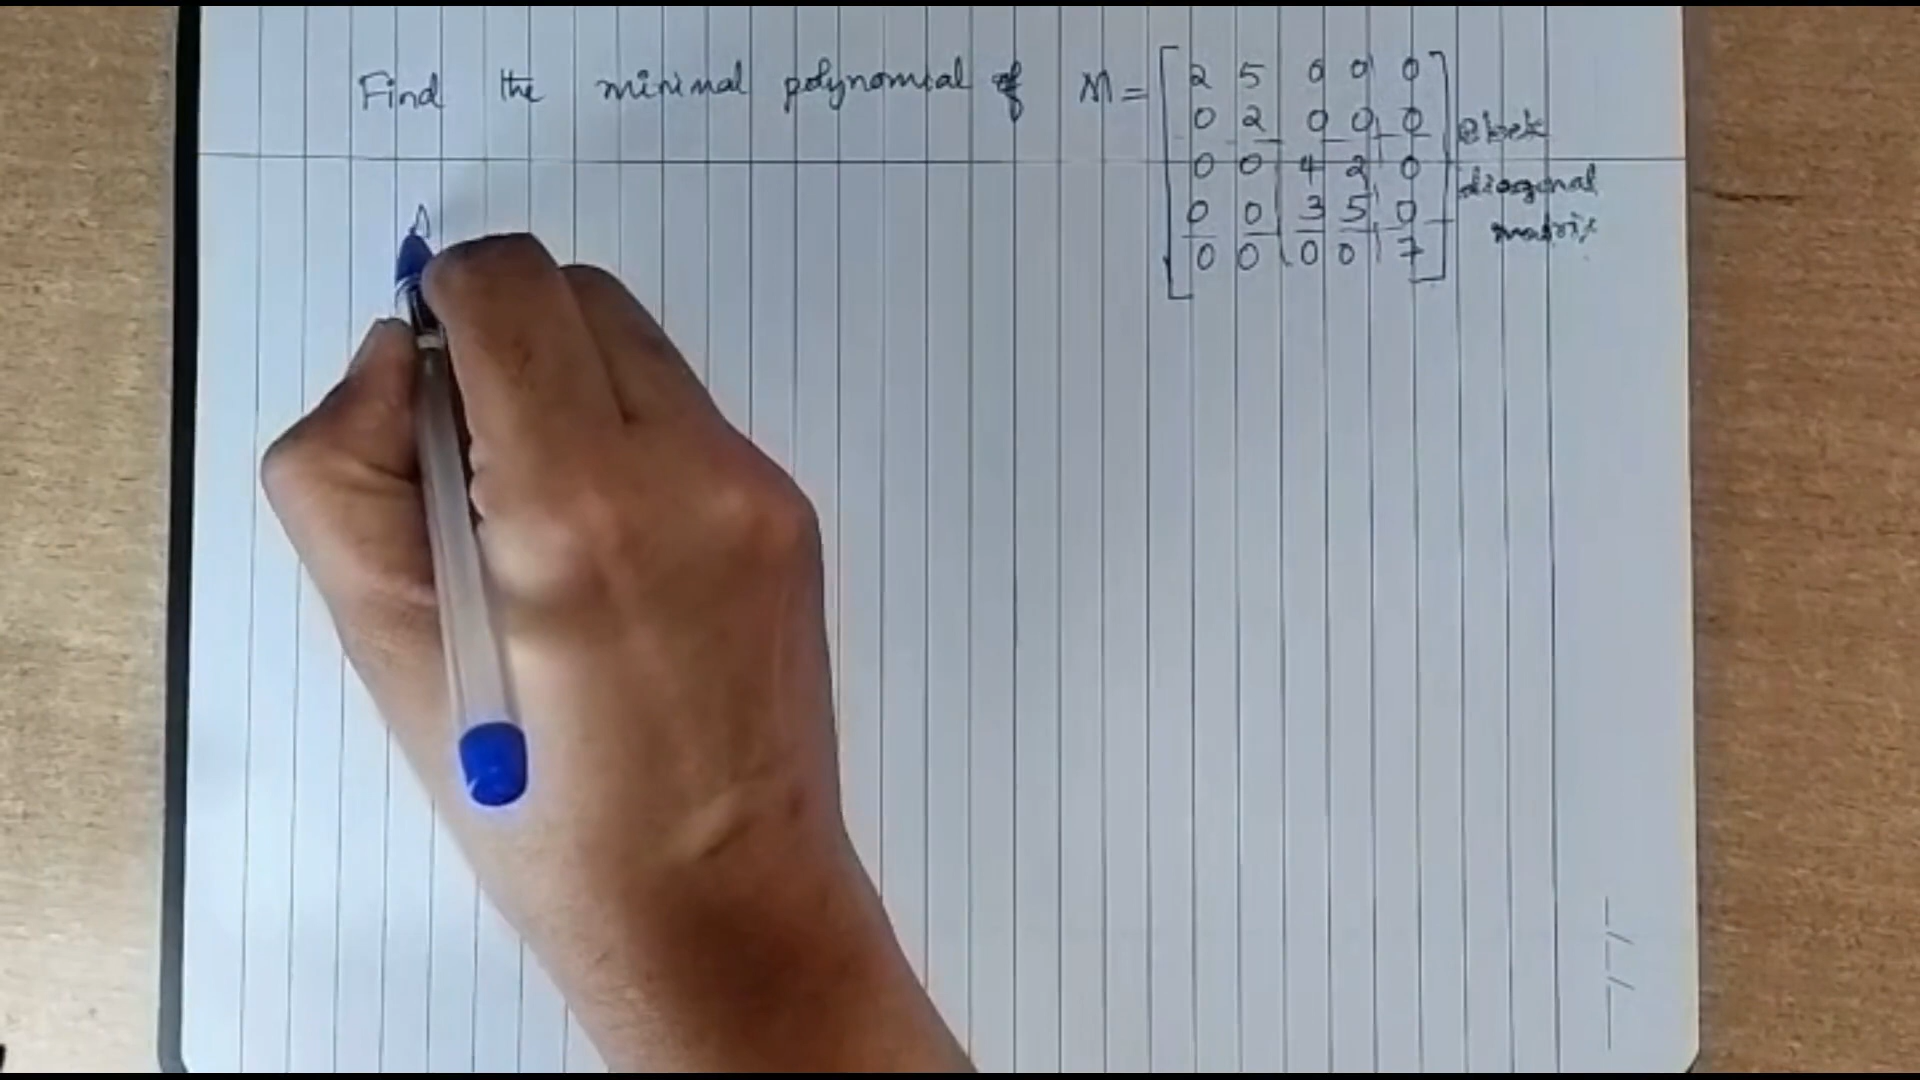 Find the minimal polynomial of M = [ 2 5 0 0 0
0 2 0 0 0 Block
0 0 4 2 0 diagonal
0 0 3 5 0 matrix
0 0 0 0 7 ]
A